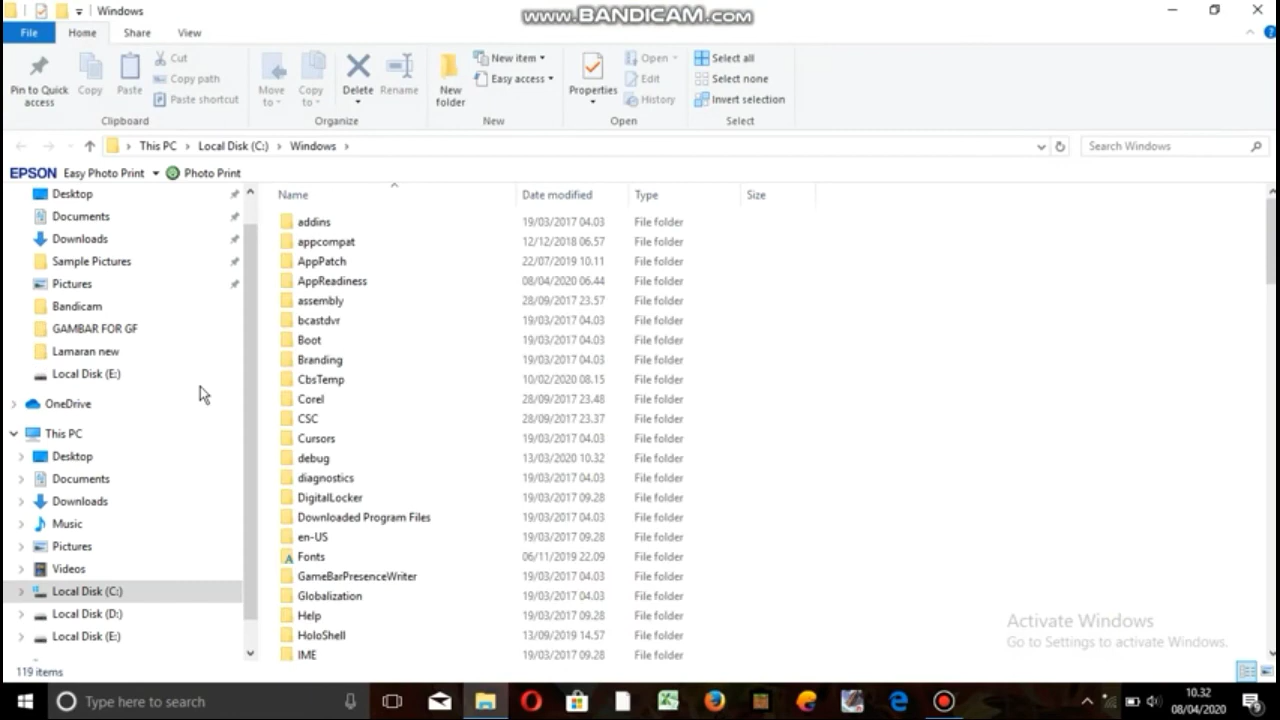 Windows
www.BANDICAM.com
File Home Share View
Pin to Quick access
Copy
Paste
Cut
Copy path
Paste shortcut
Clipboard
Move to
Copy to
Delete
Rename
Organize
New folder
New item
Easy access
New
Properties
Open
Edit
History
Open
Select all
Select none
Invert selection
Select
This PC › Local Disk (C:) › Windows ›
Search Windows
EPSON Easy Photo Print Photo Print
Desktop
Documents
Downloads
Sample Pictures
Pictures
Bandicam
GAMBAR FOR GF
Lamaran new
Local Disk (E:)
OneDrive
This PC
Desktop
Documents
Downloads
Music
Pictures
Videos
Local Disk (C:)
Local Disk (D:)
Local Disk (E:)
Name Date modified Type Size
addins 19/03/2017 04.03 File folder
appcompat 12/12/2018 06.57 File folder
AppPatch 22/07/2019 10.11 File folder
AppReadiness 08/04/2020 06.44 File folder
assembly 28/09/2017 23.57 File folder
bcastdvr 19/03/2017 04.03 File folder
Boot 19/03/2017 04.03 File folder
Branding 19/03/2017 04.03 File folder
CbsTemp 10/02/2020 08.15 File folder
Corel 28/09/2017 23.48 File folder
CSC 28/09/2017 23.37 File folder
Cursors 19/03/2017 04.03 File folder
debug 13/03/2020 10.32 File folder
diagnostics 19/03/2017 04.03 File folder
DigitalLocker 19/03/2017 09.28 File folder
Downloaded Program Files 19/03/2017 04.03 File folder
en-US 19/03/2017 09.28 File folder
Fonts 06/11/2019 22.09 File folder
GameBarPresenceWriter 19/03/2017 04.03 File folder
Globalization 19/03/2017 04.03 File folder
Help 19/03/2017 09.28 File folder
HoloShell 13/09/2019 14.57 File folder
IME 19/03/2017 09.28 File folder
Activate Windows
Go to Settings to activate Windows.
119 items
Type here to search
10.32
08/04/2020